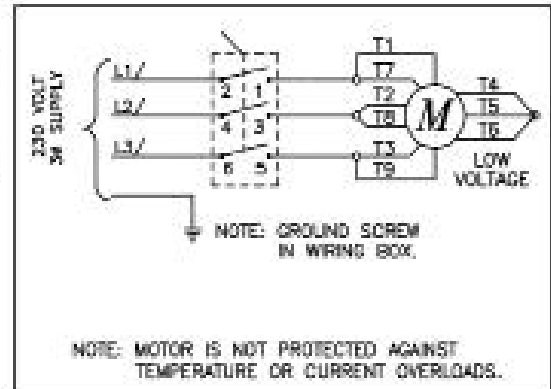 230 VOLT
3W SUPPLY
L1/
L2/
L3/
2 1
4 3
6 5
T1
T7
T2
T8
T3
T9
M
T4
T5
T6
LOW
VOLTAGE
NOTE: GROUND SCREW
IN WIRING BOX.
NOTE: MOTOR IS NOT PROTECTED AGAINST
TEMPERATURE OR CURRENT OVERLOADS.